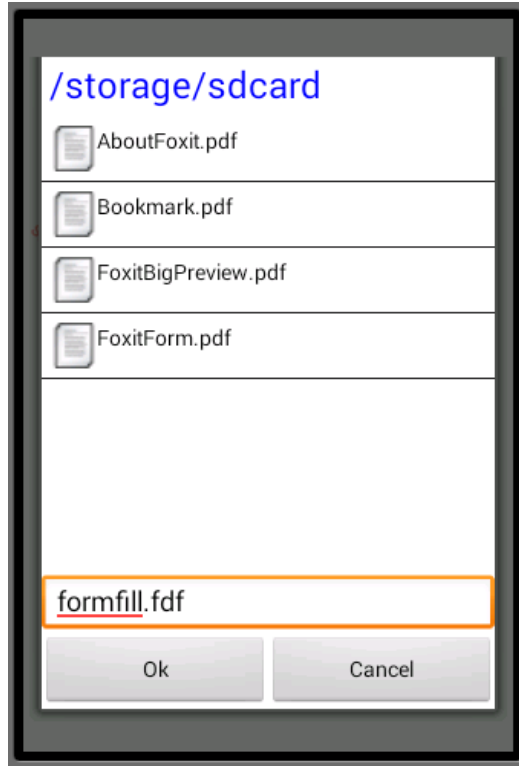 /storage/sdcard
AboutFoxit.pdf
Bookmark.pdf
FoxitBigPreview.pdf
FoxitForm.pdf
formfill.fdf
Ok
Cancel